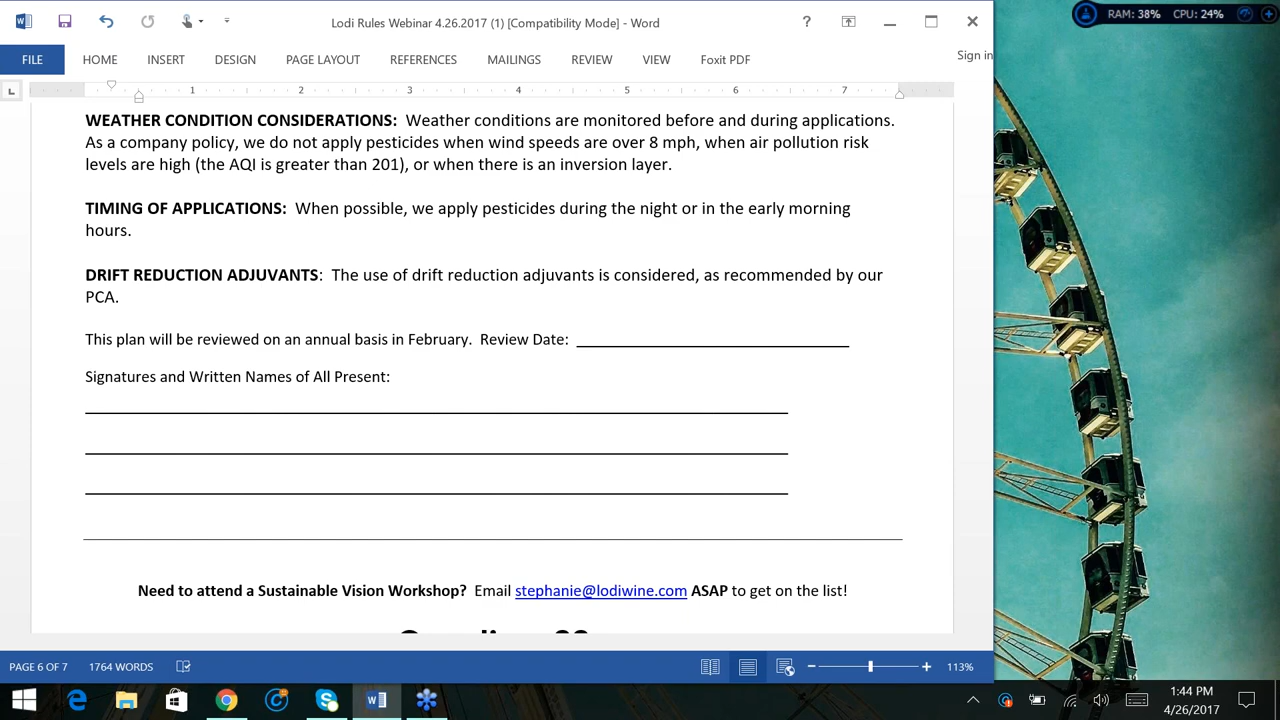 Lodi Rules Webinar 4.26.2017 (1) [Compatibility Mode] - Word
RAM: 38% CPU: 24%
FILE HOME INSERT DESIGN PAGE LAYOUT REFERENCES MAILINGS REVIEW VIEW Foxit PDF Sign in
1 2 3 4 5 6 7
WEATHER CONDITION CONSIDERATIONS: Weather conditions are monitored before and during applications.
As a company policy, we do not apply pesticides when wind speeds are over 8 mph, when air pollution risk
levels are high (the AQI is greater than 201), or when there is an inversion layer.
TIMING OF APPLICATIONS: When possible, we apply pesticides during the night or in the early morning
hours.
DRIFT REDUCTION ADJUVANTS: The use of drift reduction adjuvants is considered, as recommended by our
PCA.
This plan will be reviewed on an annual basis in February. Review Date:
Signatures and Written Names of All Present:
Need to attend a Sustainable Vision Workshop? Email stephanie@lodiwine.com ASAP to get on the list!
PAGE 6 OF 7 1764 WORDS 113%
1:44 PM
4/26/2017